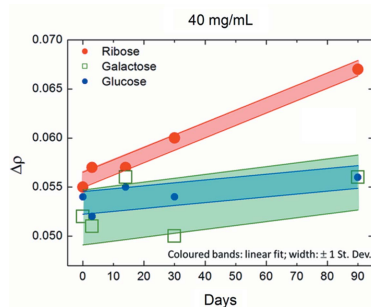 40 mg/mL
0.070
0.065
0.060
0.055
0.050
Δρ
Ribose
Galactose
Glucose
Coloured bands: linear fit; width: ± 1 St. Dev.
0 10 20 30 40 50 60 70 80 90
Days